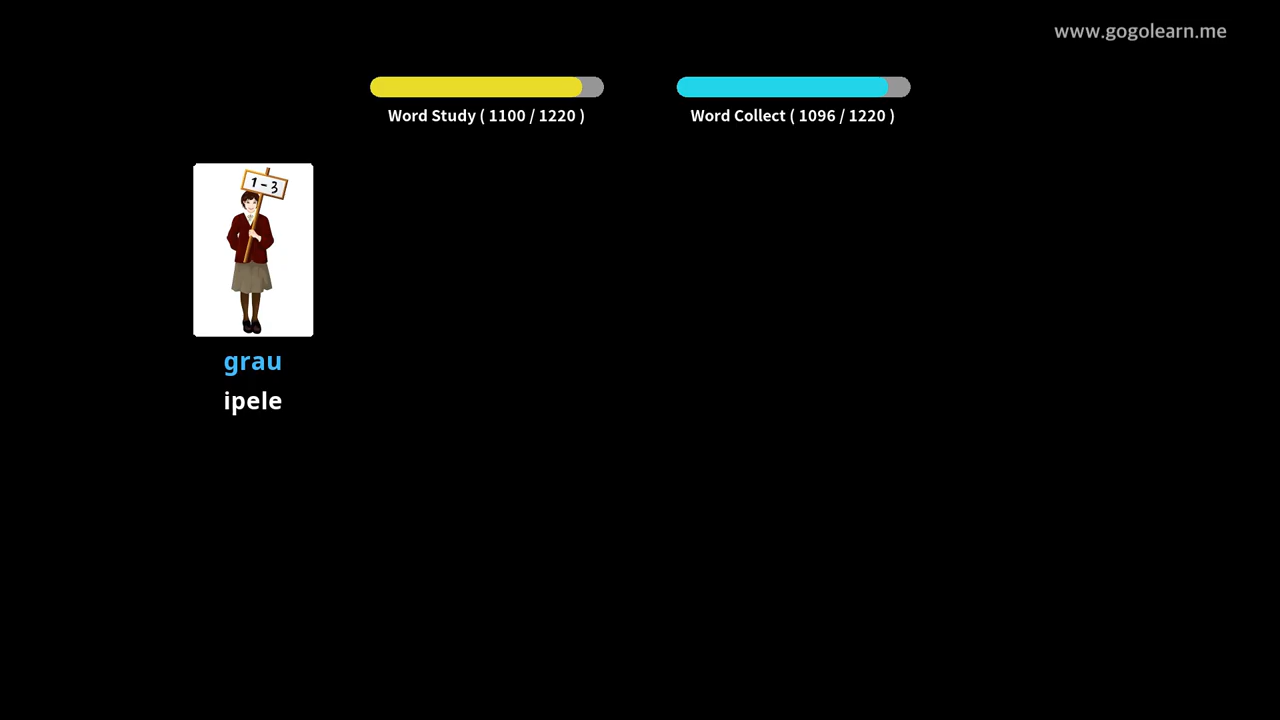 www.gogolearn.me
Word Study ( 1100 / 1220 )
Word Collect ( 1096 / 1220 )
1 - 3
grau
ipele